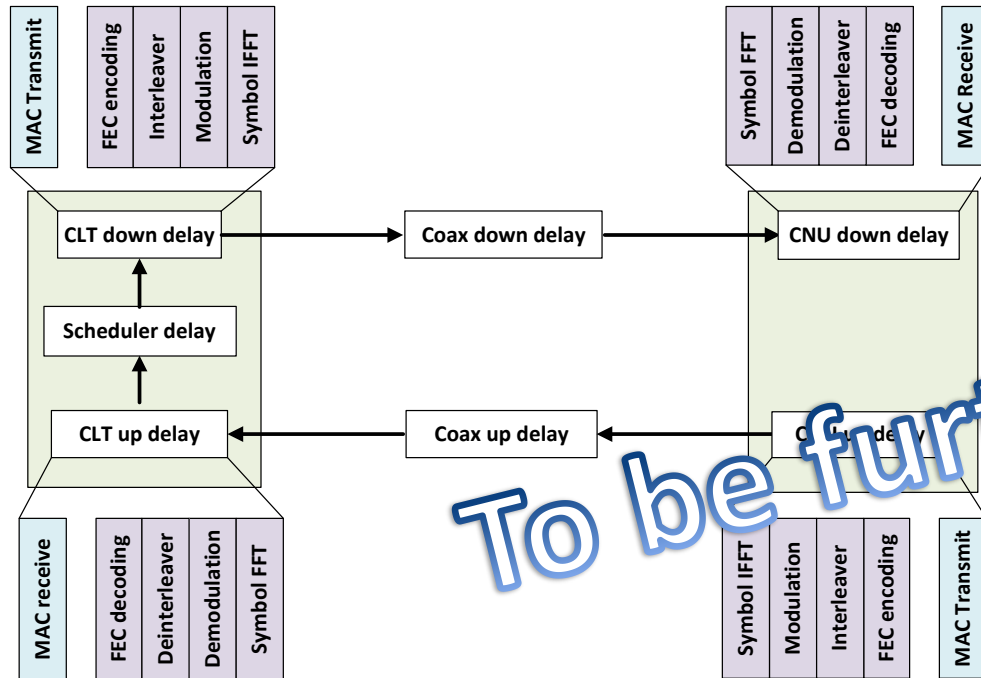 MAC Transmit
FEC encoding
Interleaver
Modulation
Symbol IFFT
Symbol FFT
Demodulation
Deinterleaver
FEC decoding
MAC Receive
CLT down delay
Coax down delay
CNU down delay
Scheduler delay
CLT up delay
Coax up delay
delay
To be furt
MAC receive
FEC decoding
Deinterleaver
Demodulation
Symbol FFT
Symbol IFFT
Modulation
Interleaver
FEC encoding
MAC Transmit